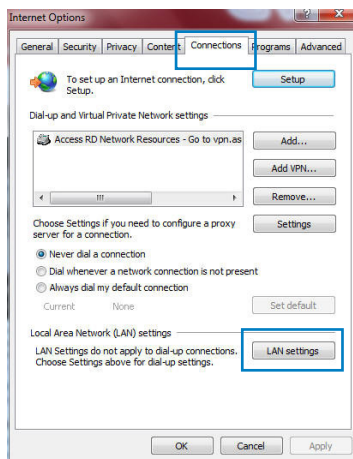 Internet Options
General Security Privacy Content Connections Programs Advanced
To set up an Internet connection, click
Setup.
Setup
Dial-up and Virtual Private Network settings
Access RD Network Resources - Go to vpn.as
Add...
Add VPN...
Remove...
Choose Settings if you need to configure a proxy
server for a connection.
Settings
Never dial a connection
Dial whenever a network connection is not present
Always dial my default connection
Current None
Set default
Local Area Network (LAN) settings
LAN Settings do not apply to dial-up connections.
Choose Settings above for dial-up settings.
LAN settings
OK Cancel Apply